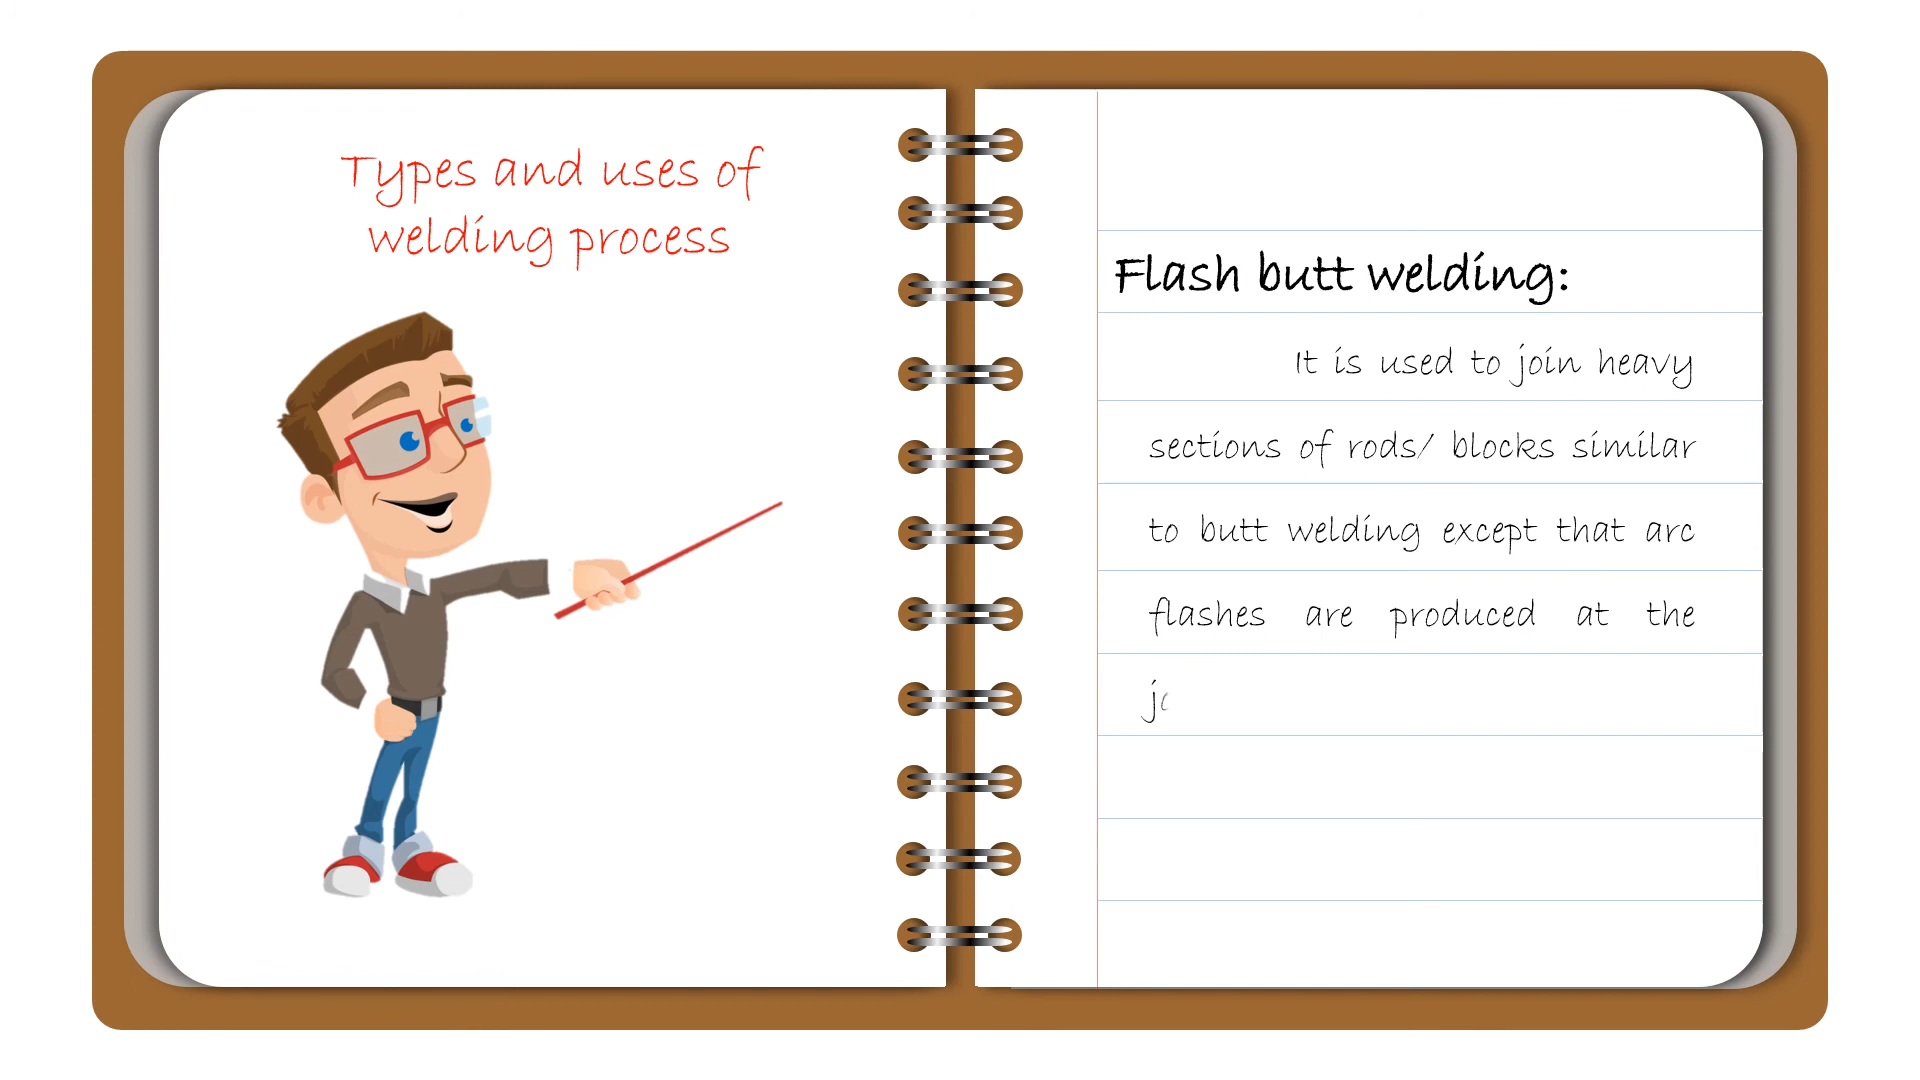 Types and uses of
welding process
Flash butt welding:
It is used to join heavy
sections of rods/ blocks similar
to butt welding except that arc
flashes are produced at the